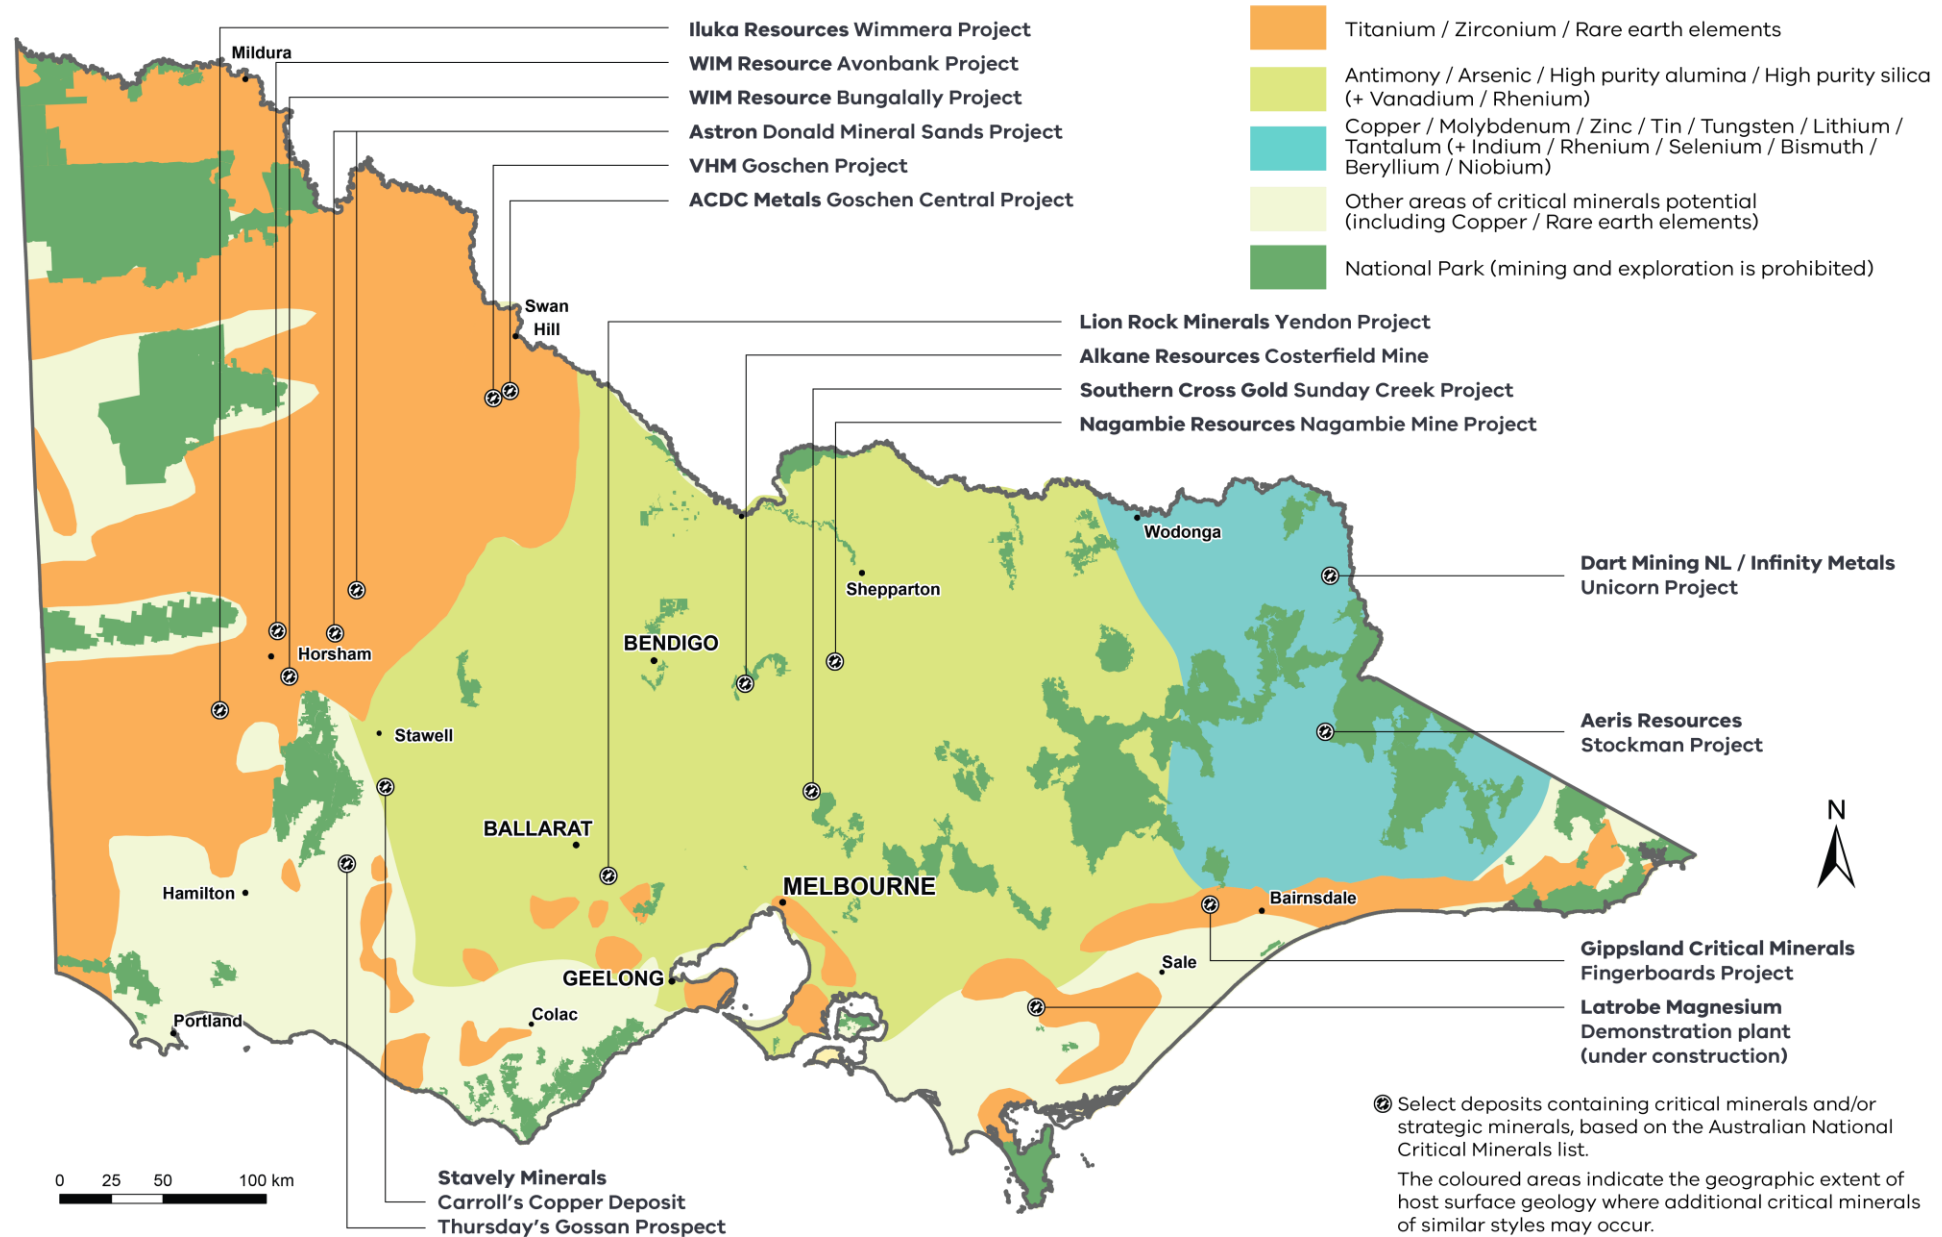 Iluka Resources Wimmera Project
WIM Resource Avonbank Project
WIM Resource Bungalally Project
Astron Donald Mineral Sands Project
VHM Goschen Project
ACDC Metals Goschen Central Project
Titanium / Zirconium / Rare earth elements
Antimony / Arsenic / High purity alumina / High purity silica
(+ Vanadium / Rhenium)
Copper / Molybdenum / Zinc / Tin / Tungsten / Lithium /
Tantalum (+ Indium / Rhenium / Selenium / Bismuth /
Beryllium / Niobium)
Other areas of critical minerals potential
(including Copper / Rare earth elements)
National Park (mining and exploration is prohibited)
Lion Rock Minerals Yendon Project
Alkane Resources Costerfield Mine
Southern Cross Gold Sunday Creek Project
Nagambie Resources Nagambie Mine Project
Mildura
Swan
Hill
Wodonga
Shepparton
BENDIGO
Horsham
Stawell
BALLARAT
MELBOURNE
Hamilton
Bairnsdale
GEELONG
Sale
Portland
Colac
Dart Mining NL / Infinity Metals
Unicorn Project
Aeris Resources
Stockman Project
N
Gippsland Critical Minerals
Fingerboards Project
Latrobe Magnesium
Demonstration plant
(under construction)
Select deposits containing critical minerals and/or
strategic minerals, based on the Australian National
Critical Minerals list.
The coloured areas indicate the geographic extent of
host surface geology where additional critical minerals
of similar styles may occur.
Stavely Minerals
Carroll's Copper Deposit
Thursday's Gossan Prospect
0 25 50 100 km